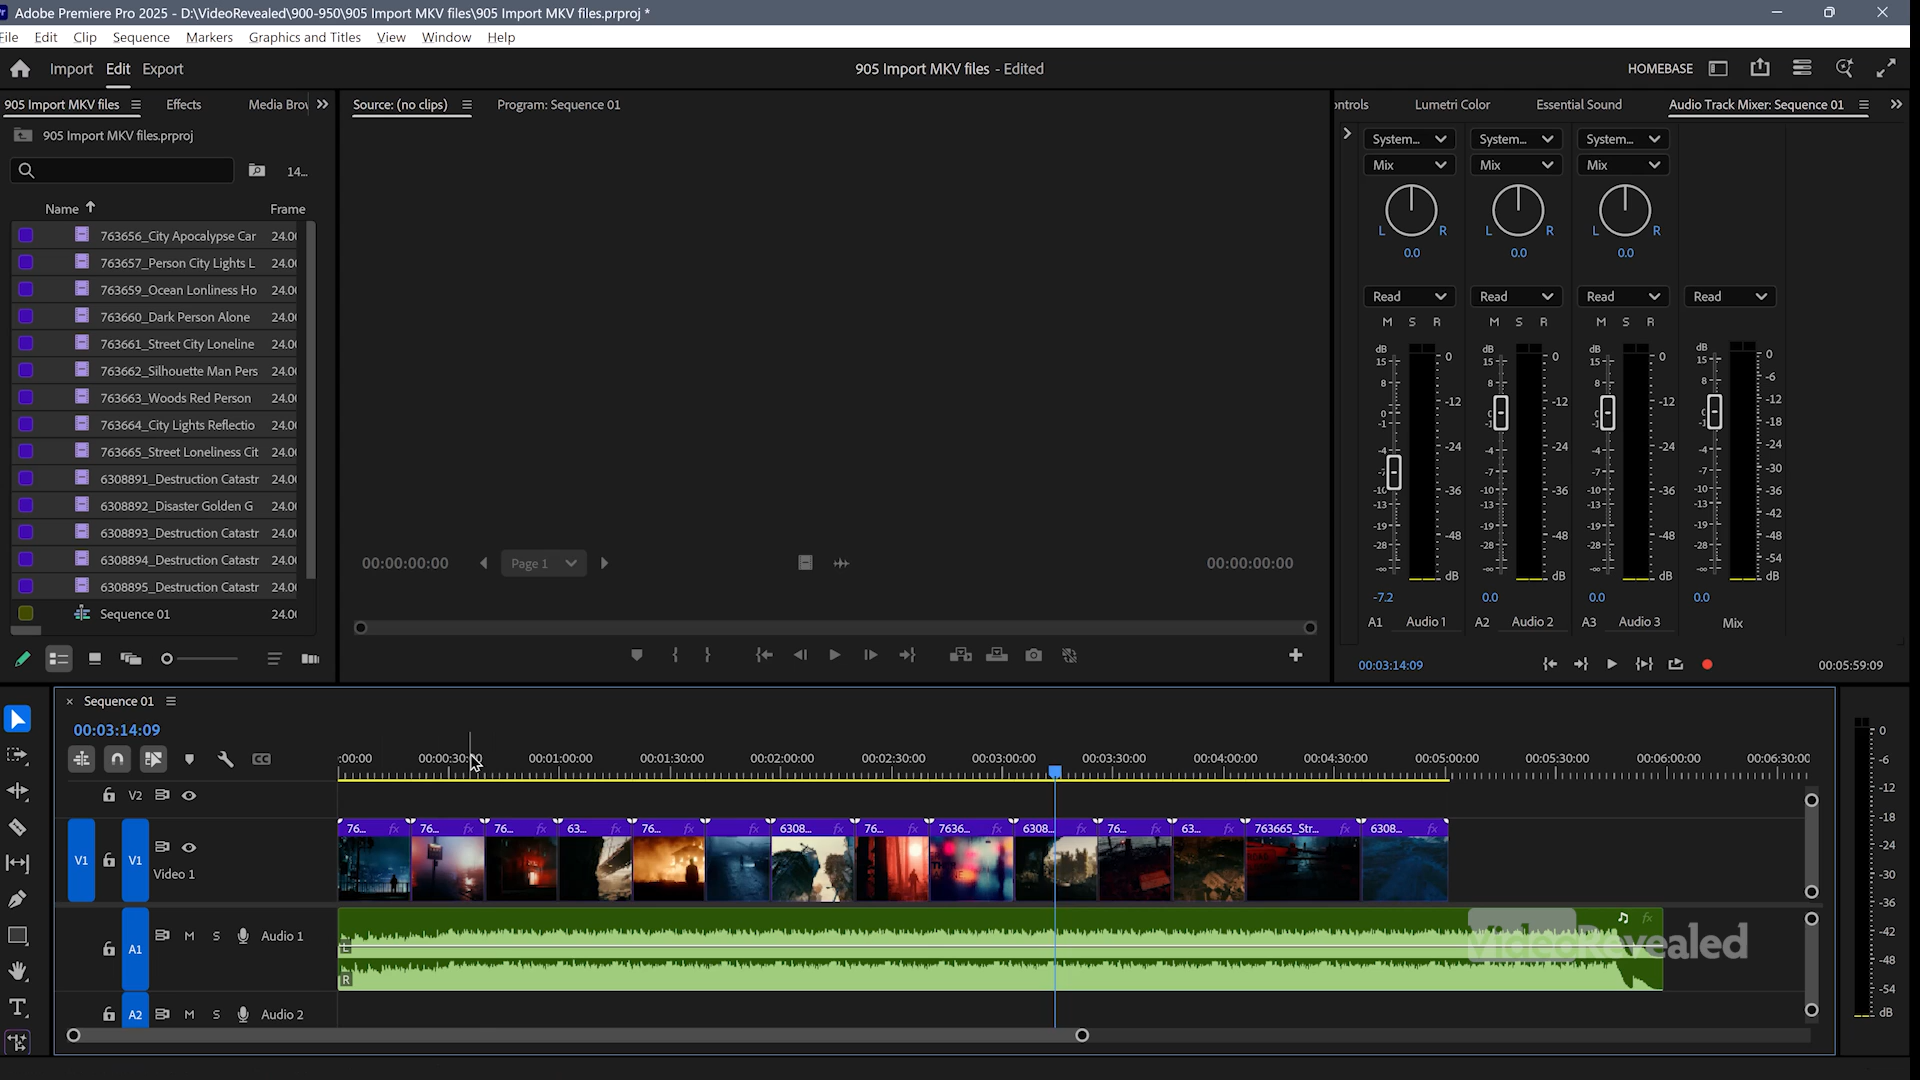 Adobe Premiere Pro 2025 - D:\VideoRevealed\900-950\905 Import MKV files\905 Import MKV files.prproj *
File Edit Clip Sequence Markers Graphics and Titles View Window Help
Import Edit Export
905 Import MKV files - Edited
HOMEBASE
905 Import MKV files Effects Media Brov
905 Import MKV files.prproj
14...
Name Frame
763656_City Apocalypse Car 24.0
763657_Person City Lights L 24.0
763659_Ocean Lonliness Ho 24.0
763660_Dark Person Alone 24.0
763661_Street City Loneline 24.0
763662_Silhouette Man Pers 24.0
763663_Woods Red Person 24.0
763664_City Lights Reflectio 24.0
763665_Street Loneliness Cit 24.0
6308891_Destruction Catastr 24.0
6308892_Disaster Golden G 24.0
6308893_Destruction Catastr 24.0
6308894_Destruction Catastr 24.0
6308895_Destruction Catastr 24.0
Sequence 01 24.0
Source: (no clips) Program: Sequence 01
00:00:00:00 Page 1 00:00:00:00
ontrols Lumetri Color Essential Sound Audio Track Mixer: Sequence 01
System... System... System...
Mix Mix Mix
L R L R L R
0.0 0.0 0.0
Read Read Read Read
M S R M S R M S R
dB dB dB dB
15 0 15 0 15 0 15 0
8 8 8 8 -6
-12 -12 -12 -12
0 0 0 0 -18
-1 -1 -1 -1
-4 -24 -4 -24 -4 -24 -4 -24
-7 -7 -7 -7 -30
-10 -36 -10 -36 -10 -36 -10 -36
-13 -13 -13 -13 -42
-19 -48 -19 -48 -19 -48 -19 -48
-28 -28 -28 -28 -54
-∞ dB -∞ dB -∞ dB -∞ dB
-7.2 0.0 0.0 0.0
A1 Audio 1 A2 Audio 2 A3 Audio 3 Mix
00:03:14:09 00:05:59:09
× Sequence 01
00:03:14:09
CC
:00:00 00:00:30:00 00:01:00:00 00:01:30:00 00:02:00:00 00:02:30:00 00:03:00:00 00:03:30:00 00:04:00:00 00:04:30:00 00:05:00:00 00:05:30:00 00:06:00:00 00:06:30:00
V2
76... fx 76... fx 76... fx 63... fx 76... fx fx 6308... fx 76... fx 7636... fx 6308... fx 76... fx 63... fx 763665_Str... fx 6308... fx
V1 V1
Video 1
A1 M S Audio 1
L
R
fx
VideoRevealed
A2 M S Audio 2
T
0
-6
-12
-18
-24
-30
-36
-42
-48
-54
dB